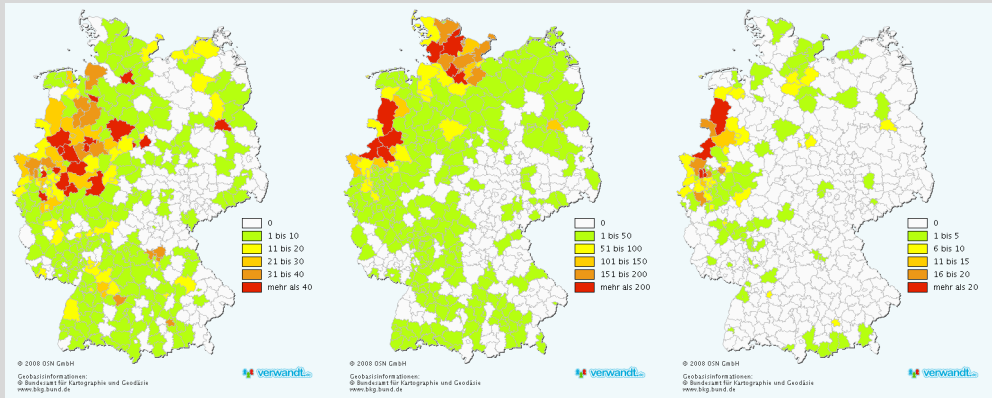 0
1 bis 10
11 bis 20
21 bis 30
31 bis 40
mehr als 40
© 2008 OSN GmbH
Geobasisinformationen:
© Bundesamt für Kartographie und Geodäsie
www.bkg.bund.de
verwandt.de
0
1 bis 50
51 bis 100
101 bis 150
151 bis 200
mehr als 200
© 2008 OSN GmbH
Geobasisinformationen:
© Bundesamt für Kartographie und Geodäsie
www.bkg.bund.de
verwandt.de
0
1 bis 5
6 bis 10
11 bis 15
16 bis 20
mehr als 20
© 2008 OSN GmbH
Geobasisinformationen:
© Bundesamt für Kartographie und Geodäsie
www.bkg.bund.de
verwandt.de